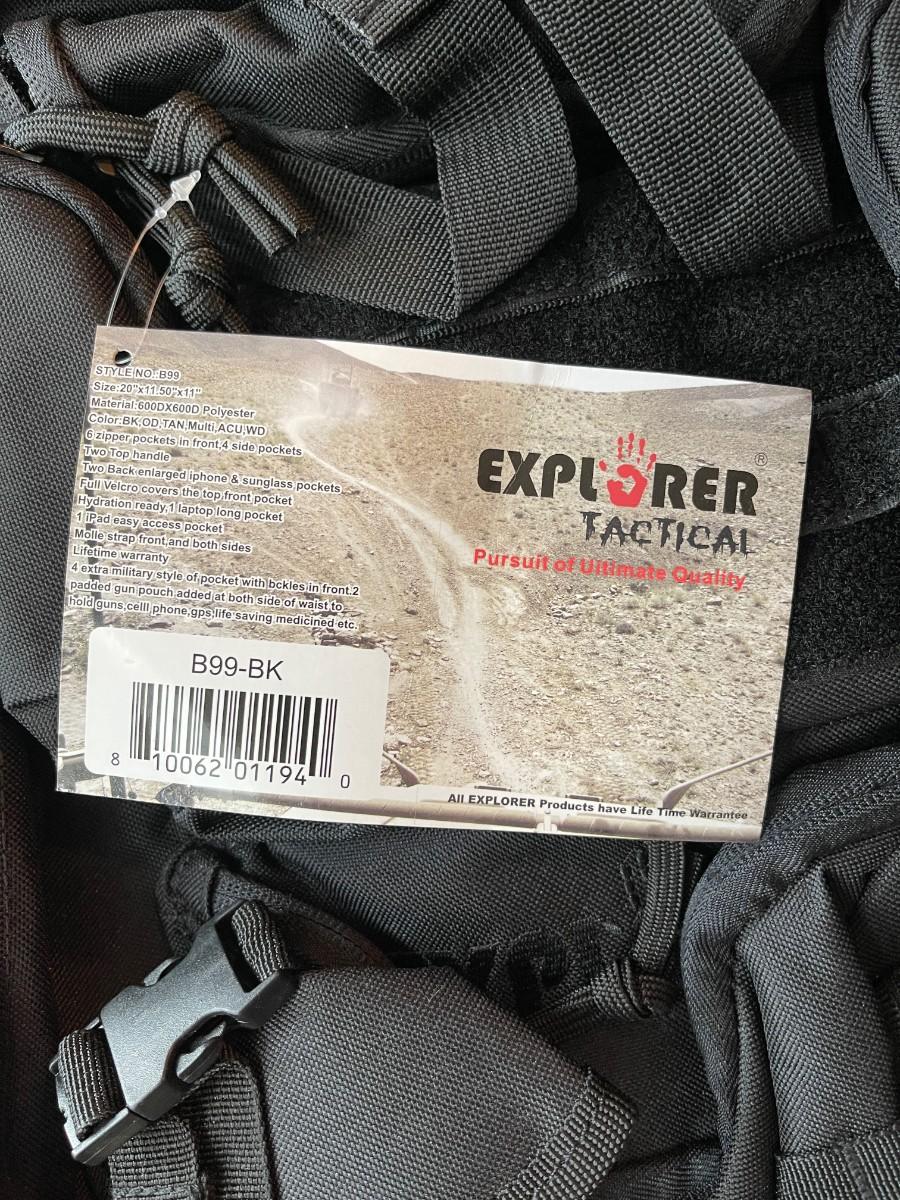 STYLE NO.:B99
Size:20"x11.50"x11"
Material:600DX600D Polyester
Color:BK,OD,TAN,Multi,ACU,WD
6 zipper pockets in front,4 side pockets
Two Top handle
Two Back enlarged iphone & sunglass pockets
Full Velcro covers the top front pocket
Hydration ready,1 laptop long pocket
1 iPad easy access pocket
Molle strap front,and both sides
Lifetime warranty
4 extra military style of pocket with bckles in front.2
padded gun pouch added at both side of waist to
hold guns,celll phone,gps,life saving medicined etc.
EXPLORER®
TACTICAL
Pursuit of Ultimate Quality
B99-BK
8 10062 01194 0
All EXPLORER Products have Life Time Warrantee